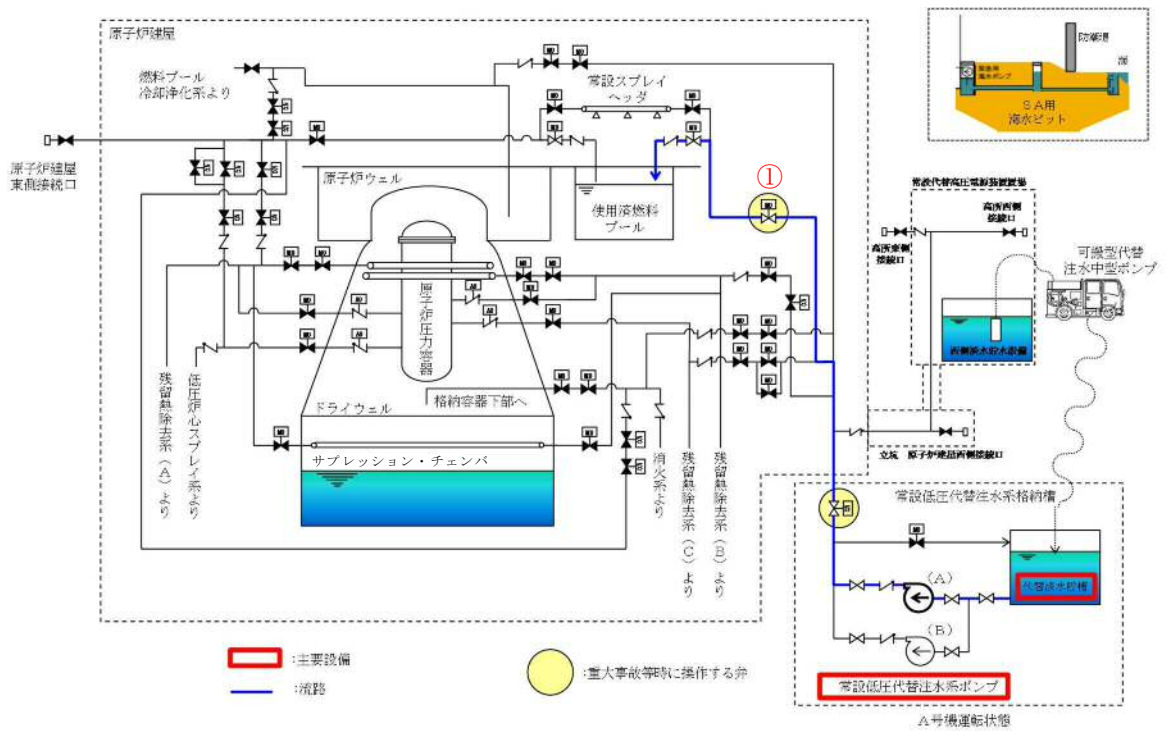 原子炉建屋
燃料プール
冷却浄化系より
原子炉建屋
東側接続口
常設スプレイ
ヘッダ
原子炉ウェル
使用済燃料
プール
①
原子炉圧力容器
ドライウェル
格納容器下部へ
サプレッション・チェンバ
残留熱除去系(A)より
低圧炉心スプレイ系より
消火系より
残留熱除去系(C)より
残留熱除去系(B)より
防潮堤
海
緊急用
海水ポンプ
SA用
海水ピット
常設代替高圧電源装置置場
高所西側
接続口
高所東側
接続口
可搬型代替
注水中型ポンプ
西側淡水貯水設備
立坑
原子炉建屋西側接続口
常設低圧代替注水系格納槽
(A)
(B)
代替淡水貯槽
常設低圧代替注水系ポンプ
A号機運転状態
:主要設備
:流路
:重大事故等時に操作する弁